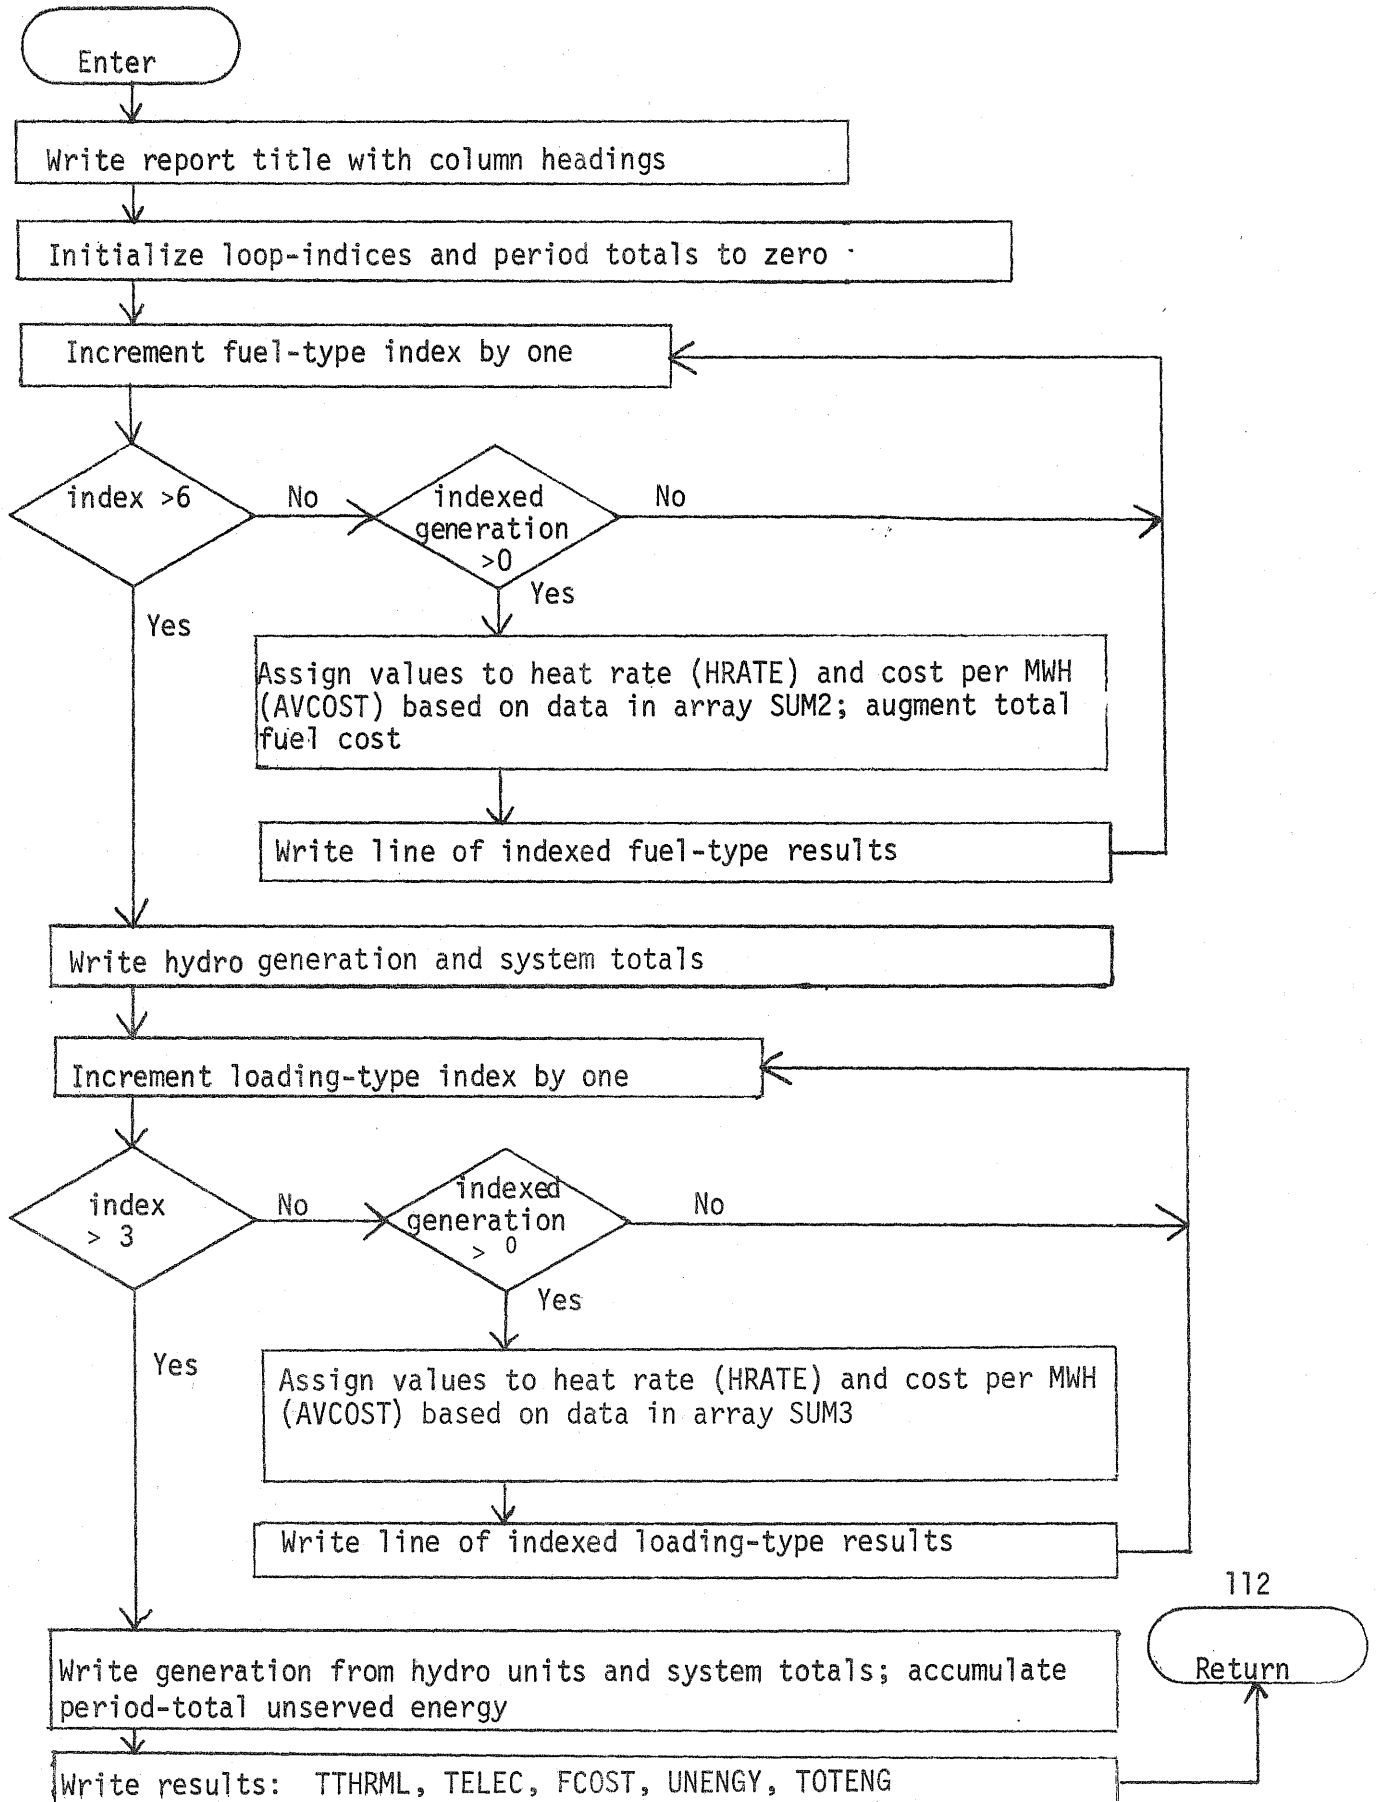 Enter
Write report title with column headings
Initialize loop-indices and period totals to zero
Increment fuel-type index by one
index >6
No
indexed
generation
>0
No
Yes
Yes
Assign values to heat rate (HRATE) and cost per MWH
(AVCOST) based on data in array SUM2; augment total
fuel cost
Write line of indexed fuel-type results
Write hydro generation and system totals
Increment loading-type index by one
index
> 3
No
indexed
generation
> 0
No
Yes
Yes
Assign values to heat rate (HRATE) and cost per MWH
(AVCOST) based on data in array SUM3
Write line of indexed loading-type results
112
Return
Write generation from hydro units and system totals; accumulate
period-total unserved energy
Write results: TTHRML, TELEC, FCOST, UNENGY, TOTENG